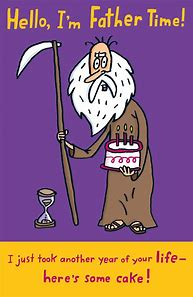 Hello, I'm Father Time!
I just took another year of your life–
here's some cake!